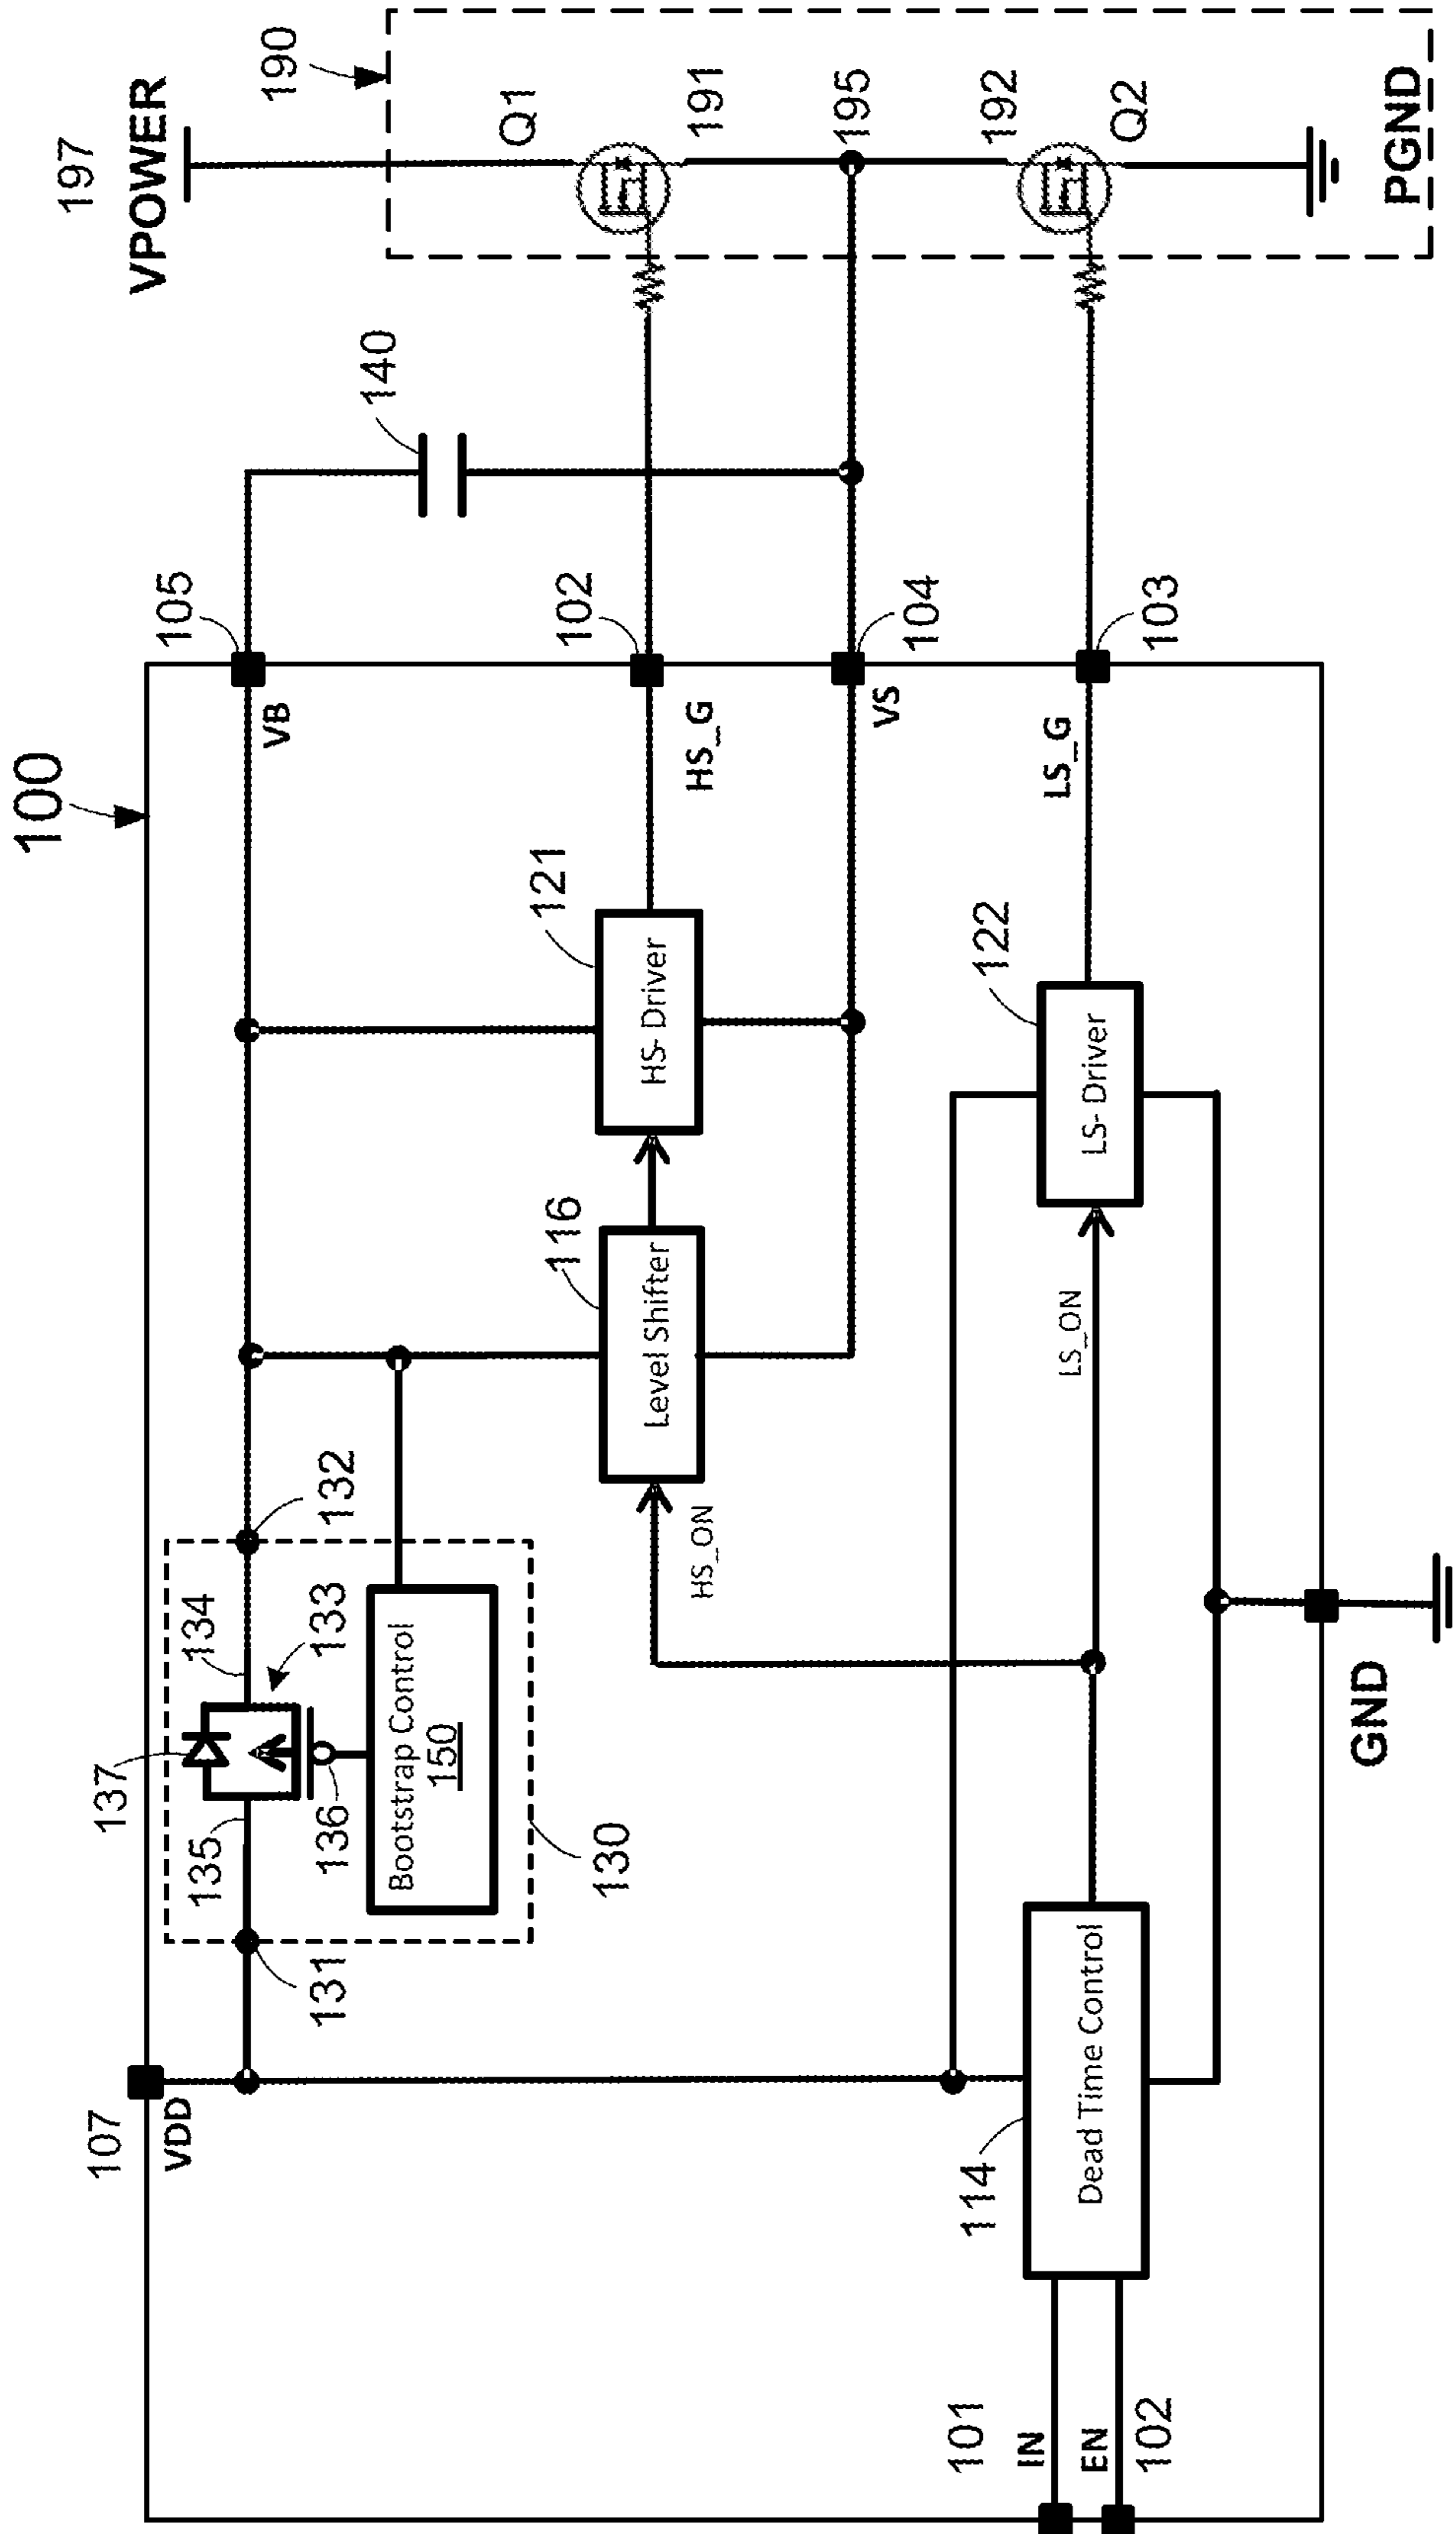 100
107
VDD
131
135
137
136
134
133
132
Bootstrap Control
150
130
105
VB
140
197
VPOWER
190
Q1
191
195
192
Q2
PGND
116
Level Shifter
121
HS- Driver
HS_ON
102
HS_G
104
VS
103
LS_G
122
LS- Driver
LS_ON
114
Dead Time Control
101
IN
EN
102
GND